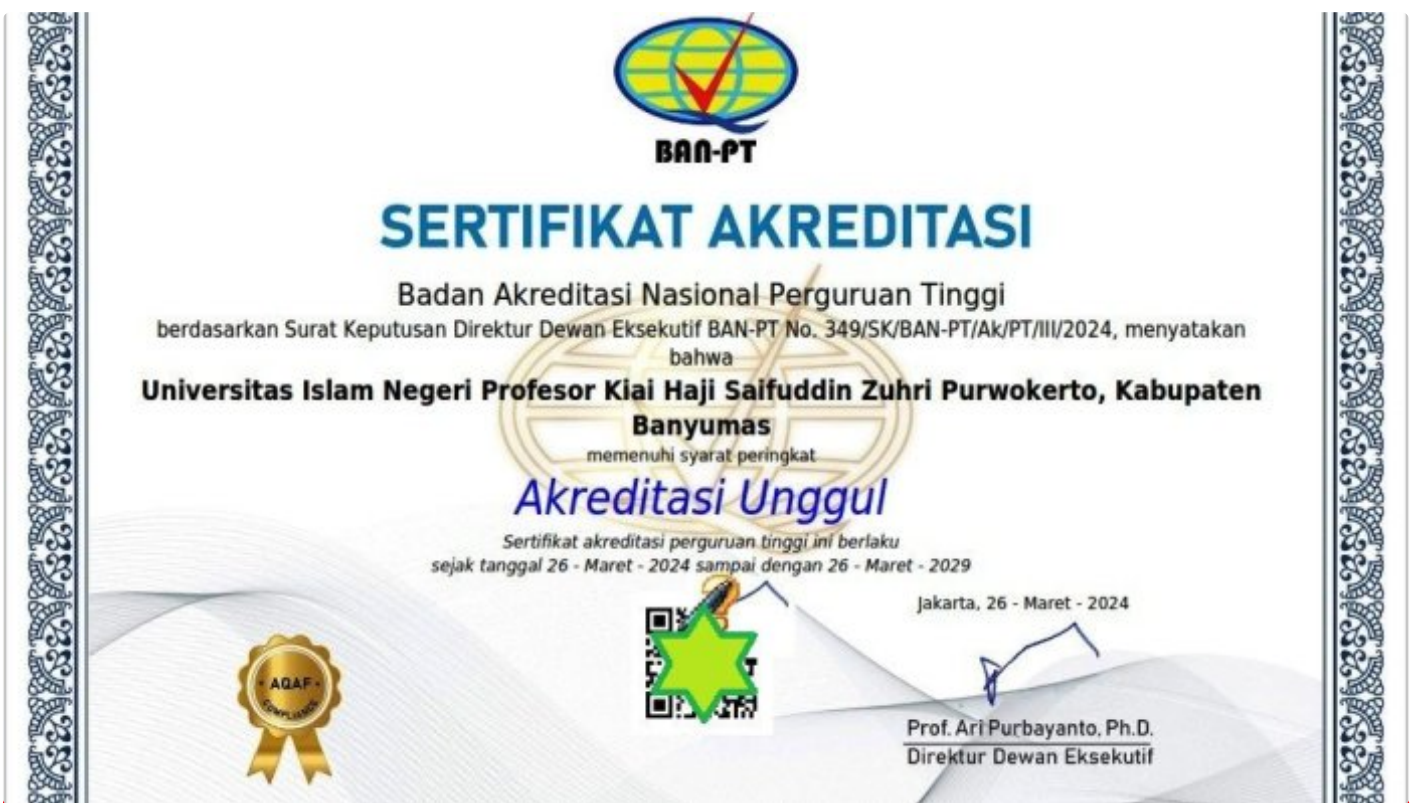 BAN-PT
SERTIFIKAT AKREDITASI
Badan Akreditasi Nasional Perguruan Tinggi
berdasarkan Surat Keputusan Direktur Dewan Eksekutif BAN-PT No. 349/SK/BAN-PT/Ak/PT/III/2024, menyatakan
bahwa
Universitas Islam Negeri Profesor Kiai Haji Saifuddin Zuhri Purwokerto, Kabupaten
Banyumas
memenuhi syarat peringkat
Akreditasi Unggul
Sertifikat akreditasi perguruan tinggi ini berlaku
sejak tanggal 26 - Maret - 2024 sampai dengan 26 - Maret - 2029
Jakarta, 26 - Maret - 2024
AQAF
COMPLIANCE
Prof. Ari Purbayanto, Ph.D.
Direktur Dewan Eksekutif